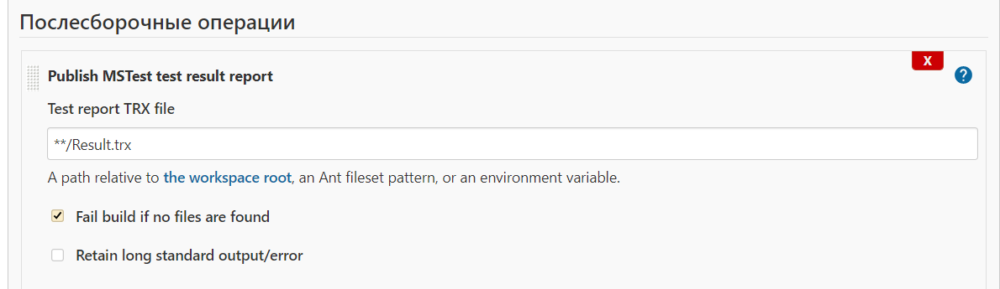 Послесборочные операции
X
Publish MSTest test result report
?
Test report TRX file
**/Result.trx
A path relative to the workspace root, an Ant fileset pattern, or an environment variable.
Fail build if no files are found
Retain long standard output/error